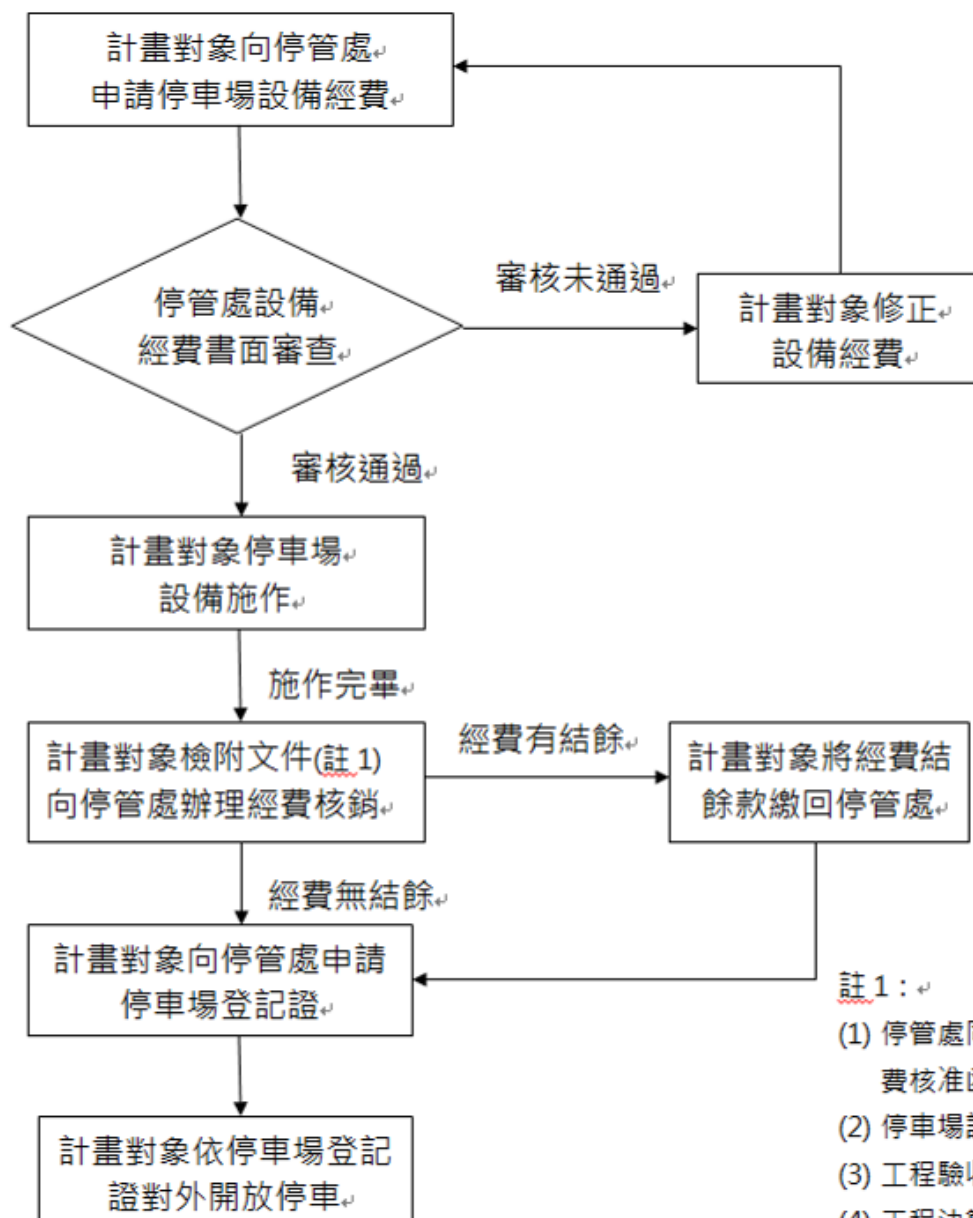 計畫對象向停管處
申請停車場設備經費
停管處設備
經費書面審查
審核未通過
計畫對象修正
設備經費
審核通過
計畫對象停車場
設備施作
施作完畢
計畫對象檢附文件(註 1)
向停管處辦理經費核銷
經費有結餘
計畫對象將經費結
餘款繳回停管處
經費無結餘
計畫對象向停管處申請
停車場登記證
計畫對象依停車場登記
證對外開放停車
註 1：
(1) 停管處
費核准
(2) 停車場
(3) 工程驗
(4) 工程